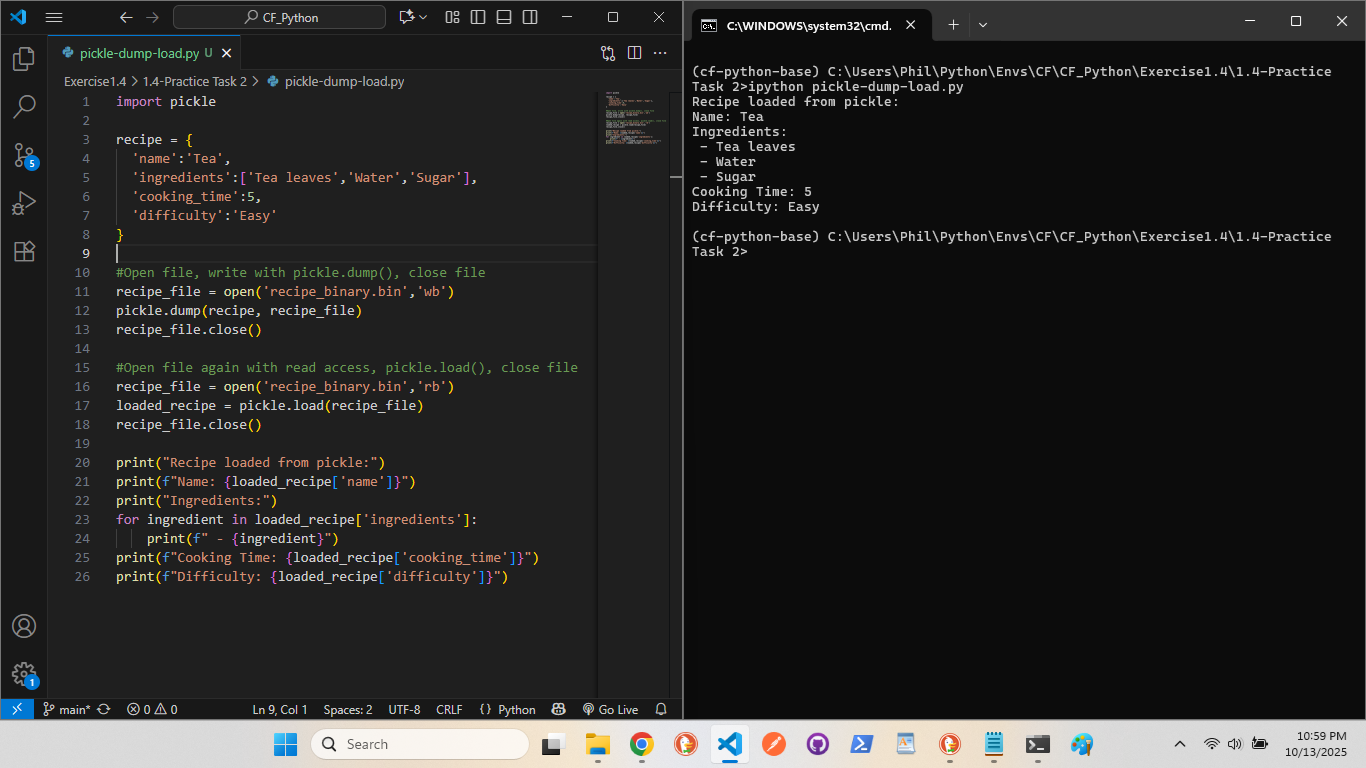 CF_Python
pickle-dump-load.py U
Exercise1.4 > 1.4-Practice Task 2 > pickle-dump-load.py
1 import pickle
2
3 recipe = {
4   'name':'Tea',
5   'ingredients':['Tea leaves','Water','Sugar'],
6   'cooking_time':5,
7   'difficulty':'Easy'
8 }
9
10 #Open file, write with pickle.dump(), close file
11 recipe_file = open('recipe_binary.bin','wb')
12 pickle.dump(recipe, recipe_file)
13 recipe_file.close()
14
15 #Open file again with read access, pickle.load(), close file
16 recipe_file = open('recipe_binary.bin','rb')
17 loaded_recipe = pickle.load(recipe_file)
18 recipe_file.close()
19
20 print("Recipe loaded from pickle:")
21 print(f"Name: {loaded_recipe['name']}")
22 print("Ingredients:")
23 for ingredient in loaded_recipe['ingredients']:
24     print(f" - {ingredient}")
25 print(f"Cooking Time: {loaded_recipe['cooking_time']}")
26 print(f"Difficulty: {loaded_recipe['difficulty']}")
5
1
main* 0 0 Ln 9, Col 1 Spaces: 2 UTF-8 CRLF {} Python Go Live
C:\WINDOWS\system32\cmd.
(cf-python-base) C:\Users\Phil\Python\Envs\CF\CF_Python\Exercise1.4\1.4-Practice
Task 2>ipython pickle-dump-load.py
Recipe loaded from pickle:
Name: Tea
Ingredients:
 - Tea leaves
 - Water
 - Sugar
Cooking Time: 5
Difficulty: Easy
(cf-python-base) C:\Users\Phil\Python\Envs\CF\CF_Python\Exercise1.4\1.4-Practice
Task 2>
Search
10:59 PM
10/13/2025